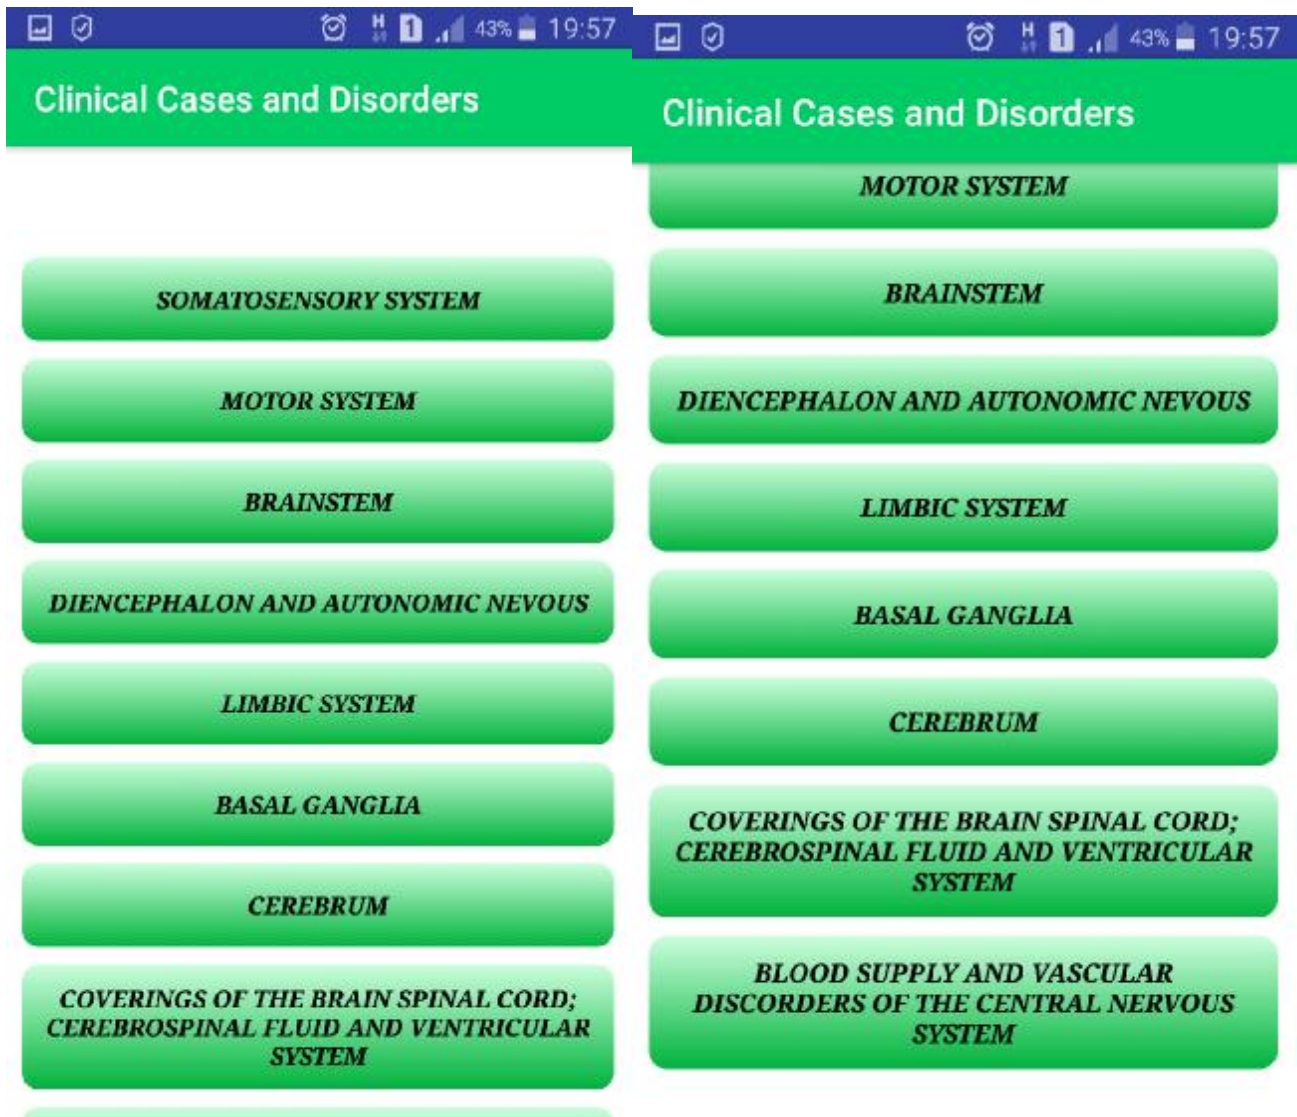 43% 19:57
Clinical Cases and Disorders
SOMATOSENSORY SYSTEM
MOTOR SYSTEM
BRAINSTEM
DIENCEPHALON AND AUTONOMIC NEVOUS
LIMBIC SYSTEM
BASAL GANGLIA
CEREBRUM
COVERINGS OF THE BRAIN SPINAL CORD;
CEREBROSPINAL FLUID AND VENTRICULAR
SYSTEM
43% 19:57
Clinical Cases and Disorders
MOTOR SYSTEM
BRAINSTEM
DIENCEPHALON AND AUTONOMIC NEVOUS
LIMBIC SYSTEM
BASAL GANGLIA
CEREBRUM
COVERINGS OF THE BRAIN SPINAL CORD;
CEREBROSPINAL FLUID AND VENTRICULAR
SYSTEM
BLOOD SUPPLY AND VASCULAR
DISCORDERS OF THE CENTRAL NERVOUS
SYSTEM